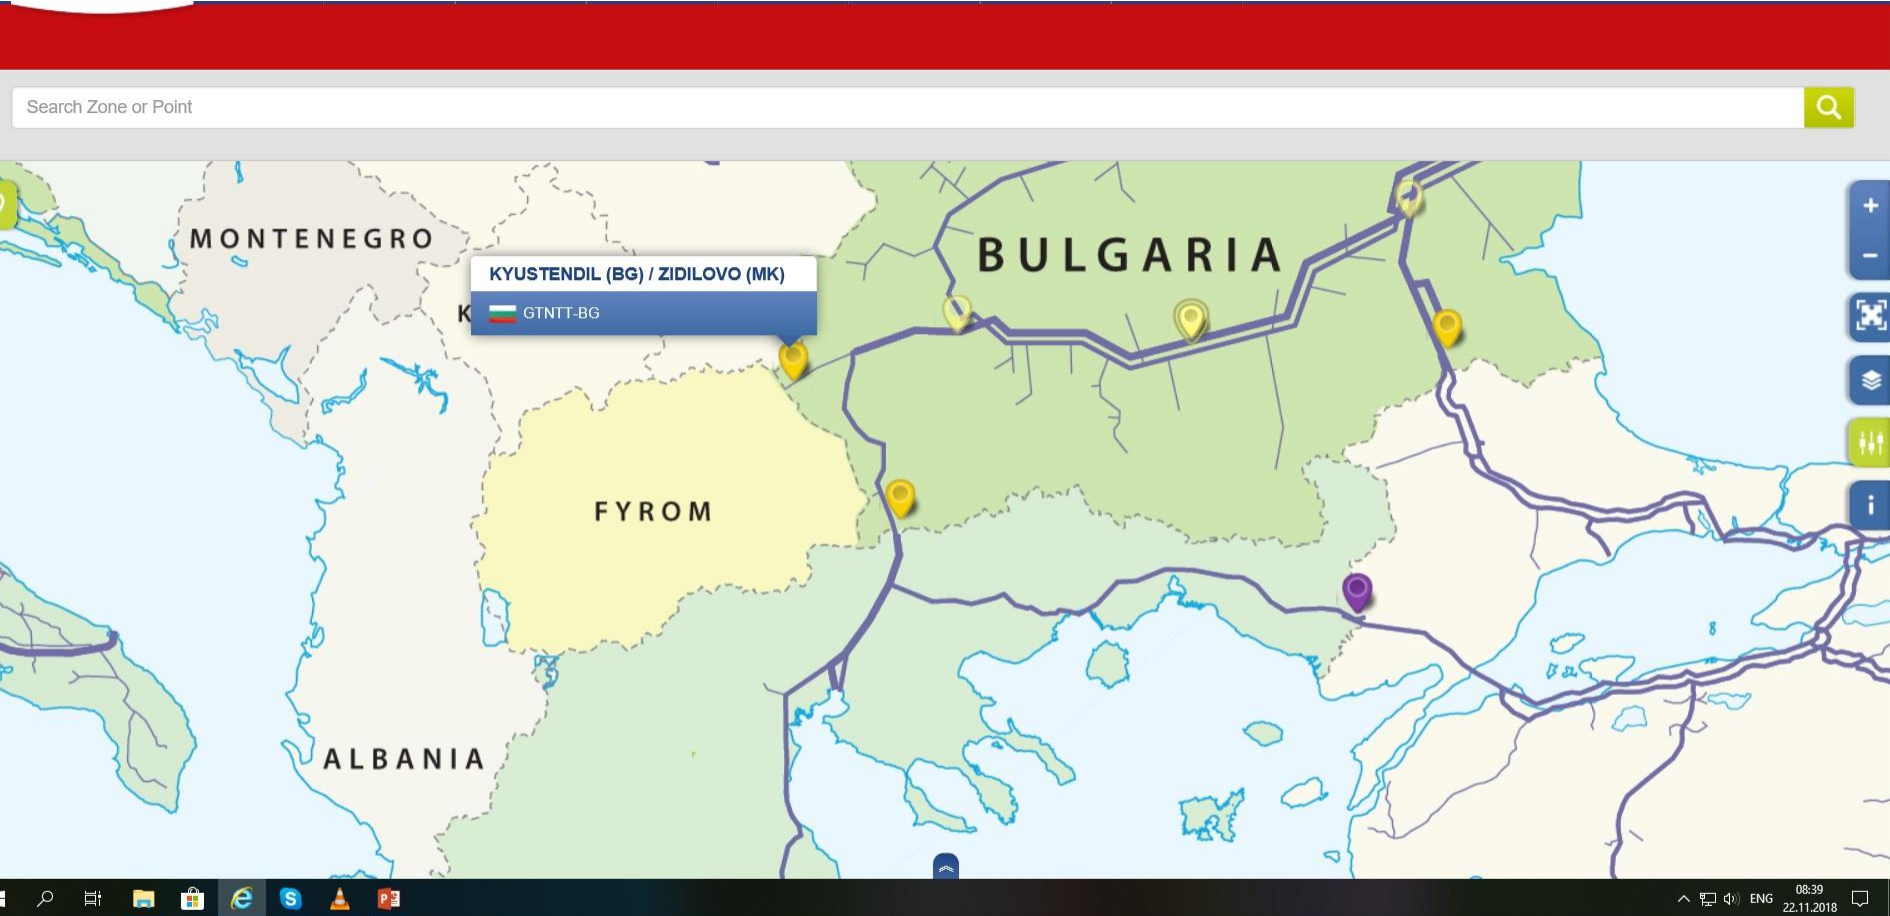 Search Zone or Point
MONTENEGRO
BULGARIA
KYUSTENDIL (BG) / ZIDILOVO (MK)
K
GTNTT-BG
FYROM
ALBANIA
ENG
08:39
22.11.2018